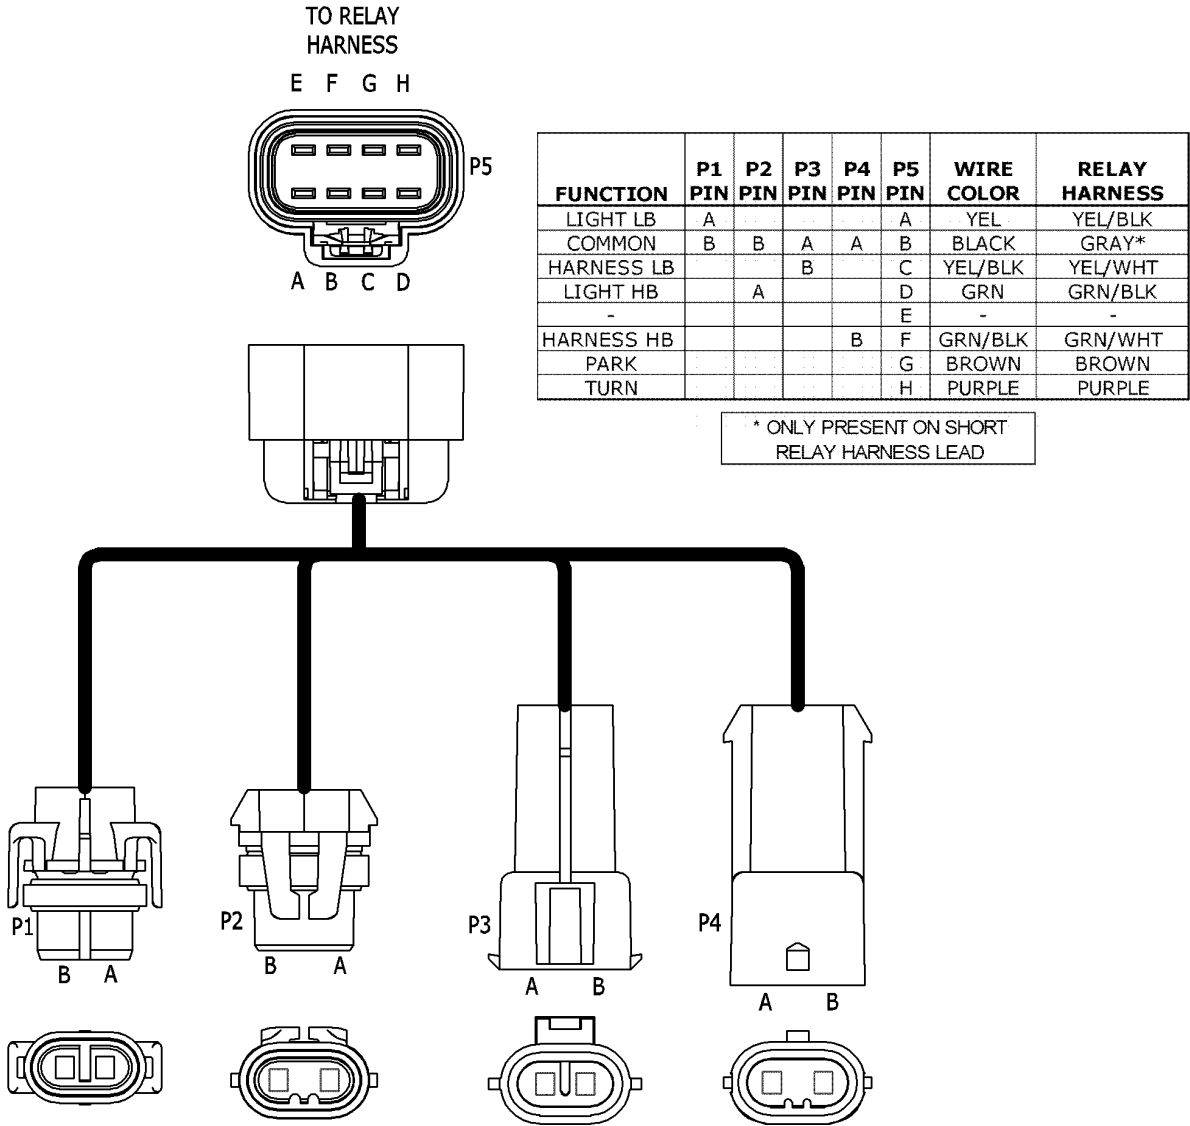 TO RELAY
HARNESS
E F G H
P5
A B C D
FUNCTION P1 PIN P2 PIN P3 PIN P4 PIN P5 PIN WIRE COLOR RELAY HARNESS
LIGHT LB A A YEL YEL/BLK
COMMON B B A A B BLACK GRAY*
HARNESS LB B C YEL/BLK YEL/WHT
LIGHT HB A D GRN GRN/BLK
- E - -
HARNESS HB B F GRN/BLK GRN/WHT
PARK G BROWN BROWN
TURN H PURPLE PURPLE
* ONLY PRESENT ON SHORT
RELAY HARNESS LEAD
P1
B A
P2
B A
P3
A B
P4
A B